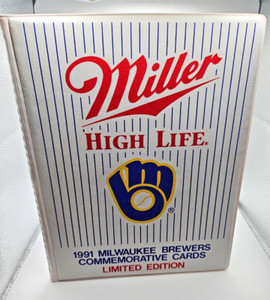 Miller
HIGH LIFE®
®
1991 MILWAUKEE BREWERS
COMMEMORATIVE CARDS
LIMITED EDITION